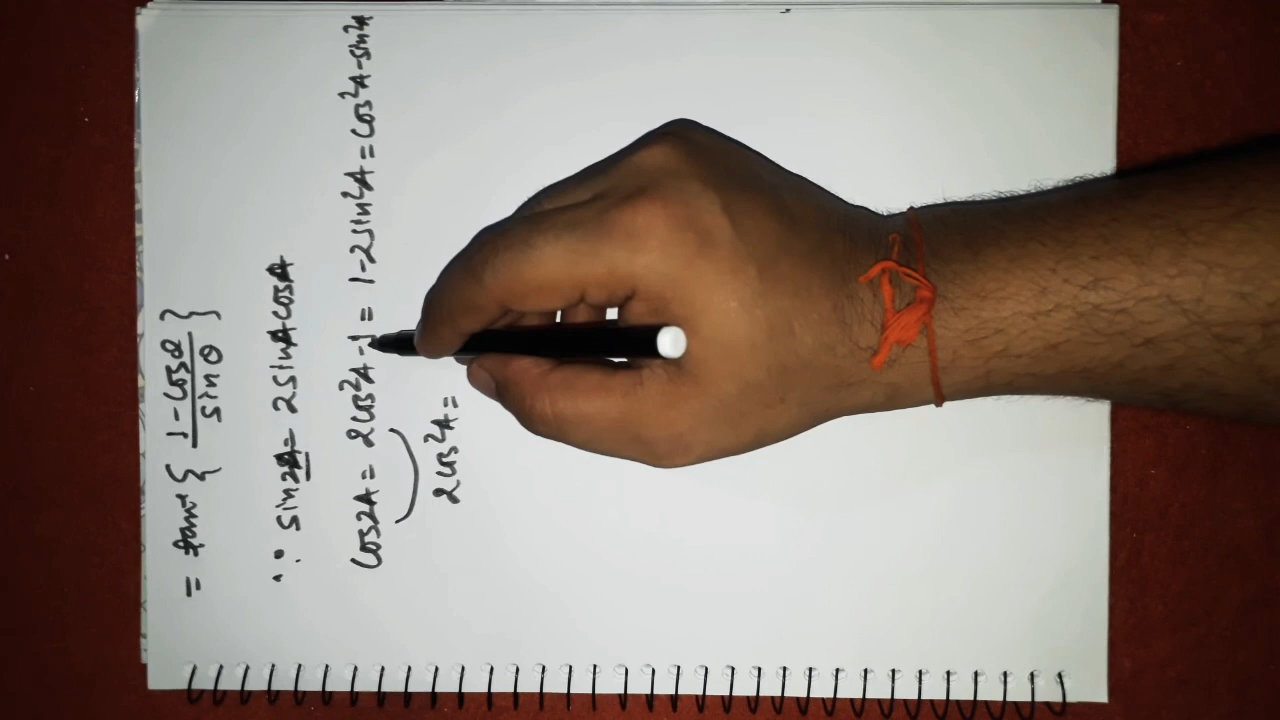 = tan⁻¹ { 1 - cosθ / sinθ }
∵ sin2A = 2sinAcosA
cos2A = 2cos²A - 1 = 1 - 2sin²A = cos²A - sin²A
2cos²A =